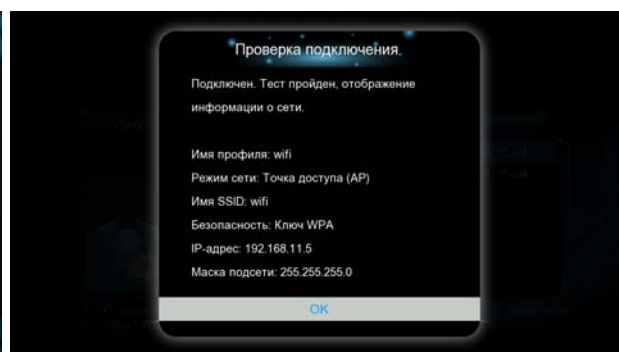 Проверка подключения.
Подключен. Тест пройден, отображение
информации о сети.
Имя профиля: wifi
Режим сети: Точка доступа (AP)
Имя SSID: wifi
Безопасность: Ключ WPA
IP-адрес: 192.168.11.5
Маска подсети: 255.255.255.0
OK